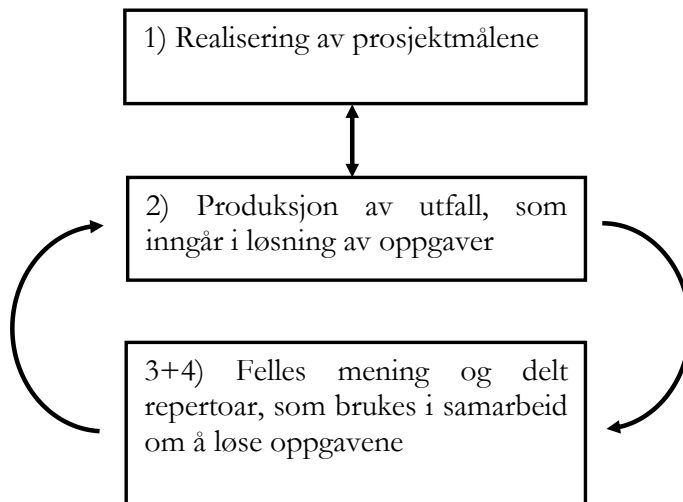 1) Realisering av prosjektmålene
2) Produksjon av utfall, som
inngår i løsning av oppgaver
3+4) Felles mening og delt
repertoar, som brukes i samarbeid
om å løse oppgavene